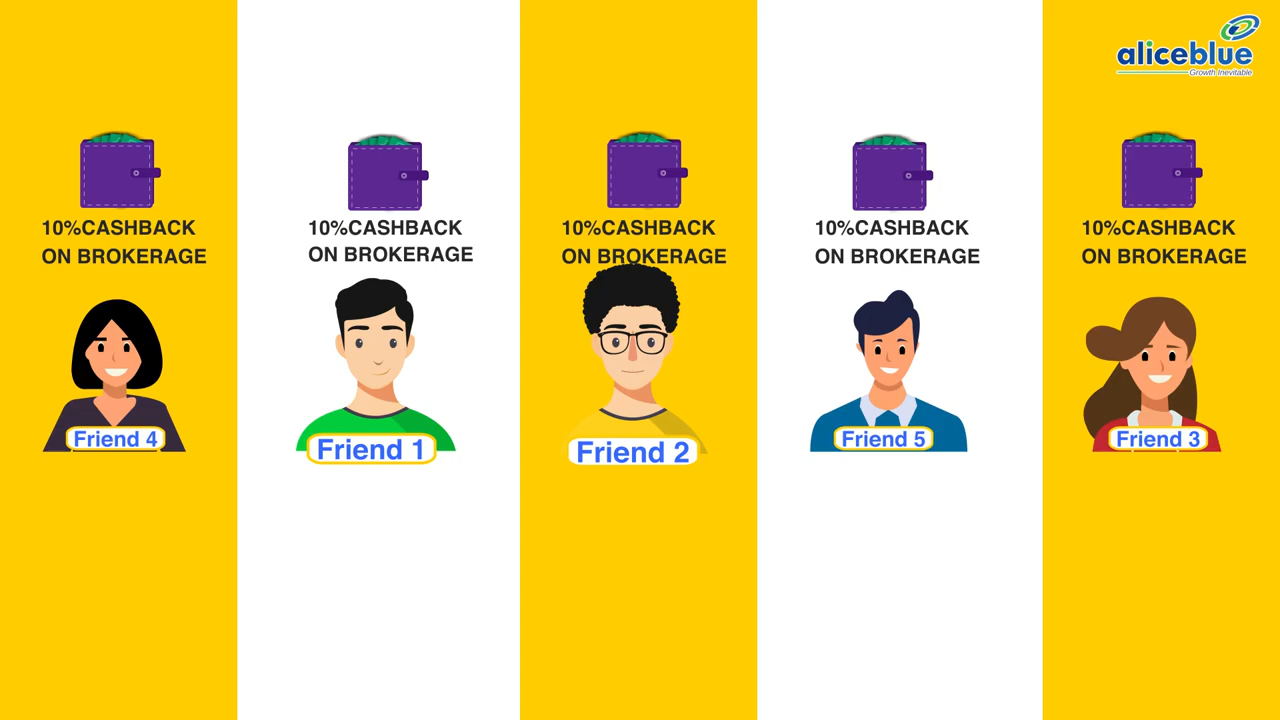 aliceblue
Growth Inevitable
10%CASHBACK
ON BROKERAGE
Friend 4
10%CASHBACK
ON BROKERAGE
Friend 1
10%CASHBACK
ON BROKERAGE
Friend 2
10%CASHBACK
ON BROKERAGE
Friend 5
10%CASHBACK
ON BROKERAGE
Friend 3